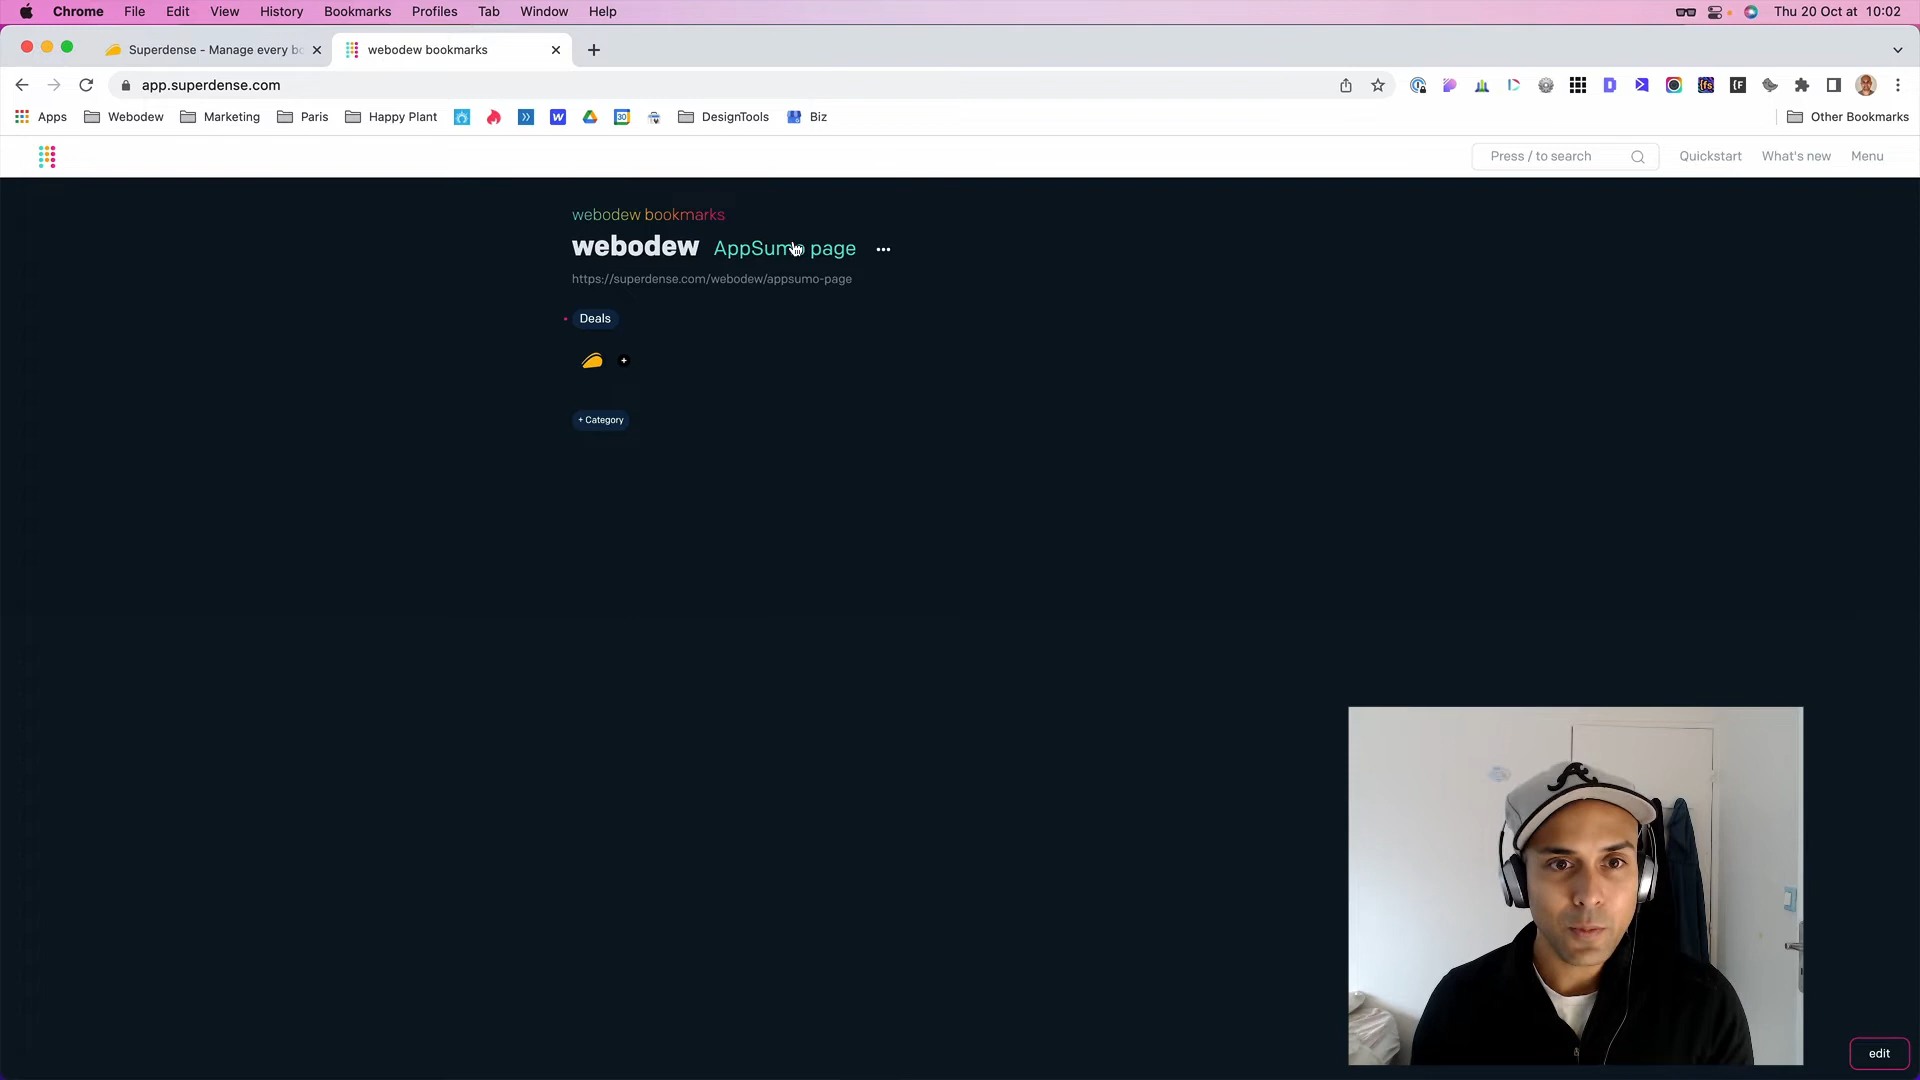 Chrome File Edit View History Bookmarks Profiles Tab Window Help Thu 20 Oct at 10:02
Superdense - Manage every bo webodew bookmarks
app.superdense.com
Apps Webodew Marketing Paris Happy Plant 30 DesignTools Biz Other Bookmarks
Press / to search Quickstart What's new Menu
webodew bookmarks
webodew AppSumo page
https://superdense.com/webodew/appsumo-page
Deals
+ Category
edit